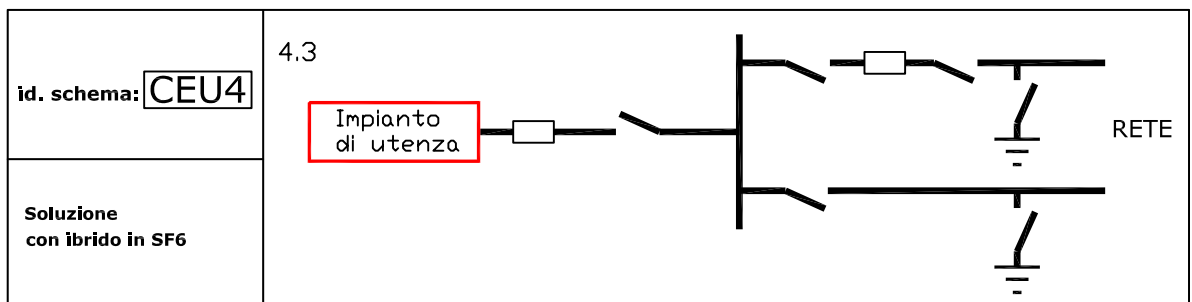 id. schema: CEU4
Soluzione
con ibrido in SF6
4.3
Impianto
di utenza
RETE